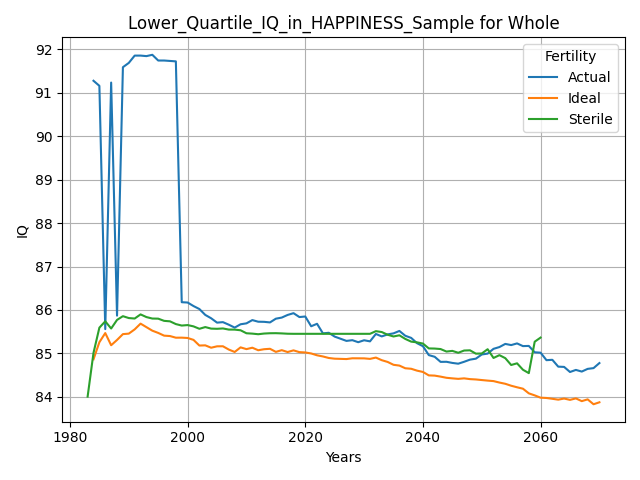 Lower_Quartile_IQ_in_HAPPINESS_Sample for Whole
Fertility
Actual
Ideal
Sterile
92
91
90
89
88
87
86
85
84
IQ
1980
2000
2020
2040
2060
Years